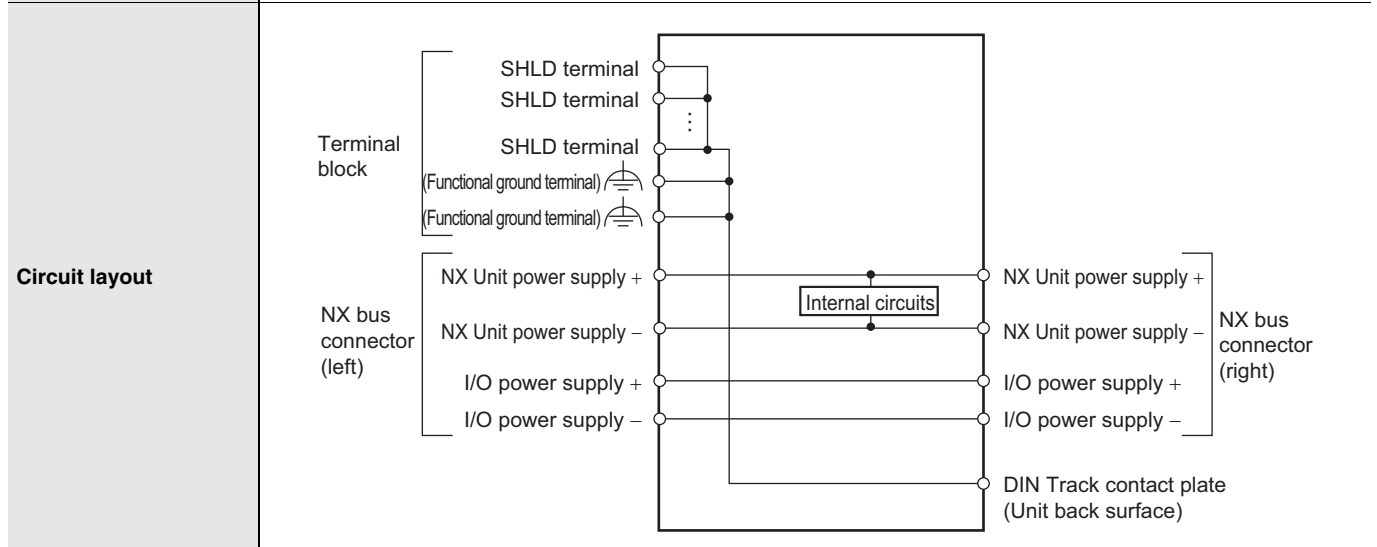 Circuit layout
Terminal
block
SHLD terminal
SHLD terminal
⋮
SHLD terminal
(Functional ground terminal)
(Functional ground terminal)
NX bus
connector
(left)
NX Unit power supply +
NX Unit power supply −
I/O power supply +
I/O power supply −
Internal circuits
NX Unit power supply +
NX Unit power supply −
I/O power supply +
I/O power supply −
NX bus
connector
(right)
DIN Track contact plate
(Unit back surface)